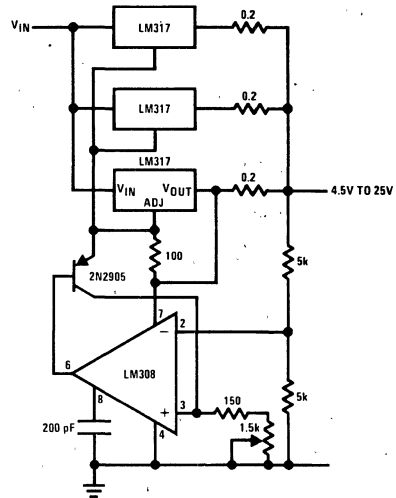 LM317
0.2
VIN
LM317
0.2
LM317
0.2
VIN VOUT
ADJ
4.5V TO 25V
100
5k
2N2905
7
2
6
LM308
5k
8
3
150
1.5k
200 pF
4